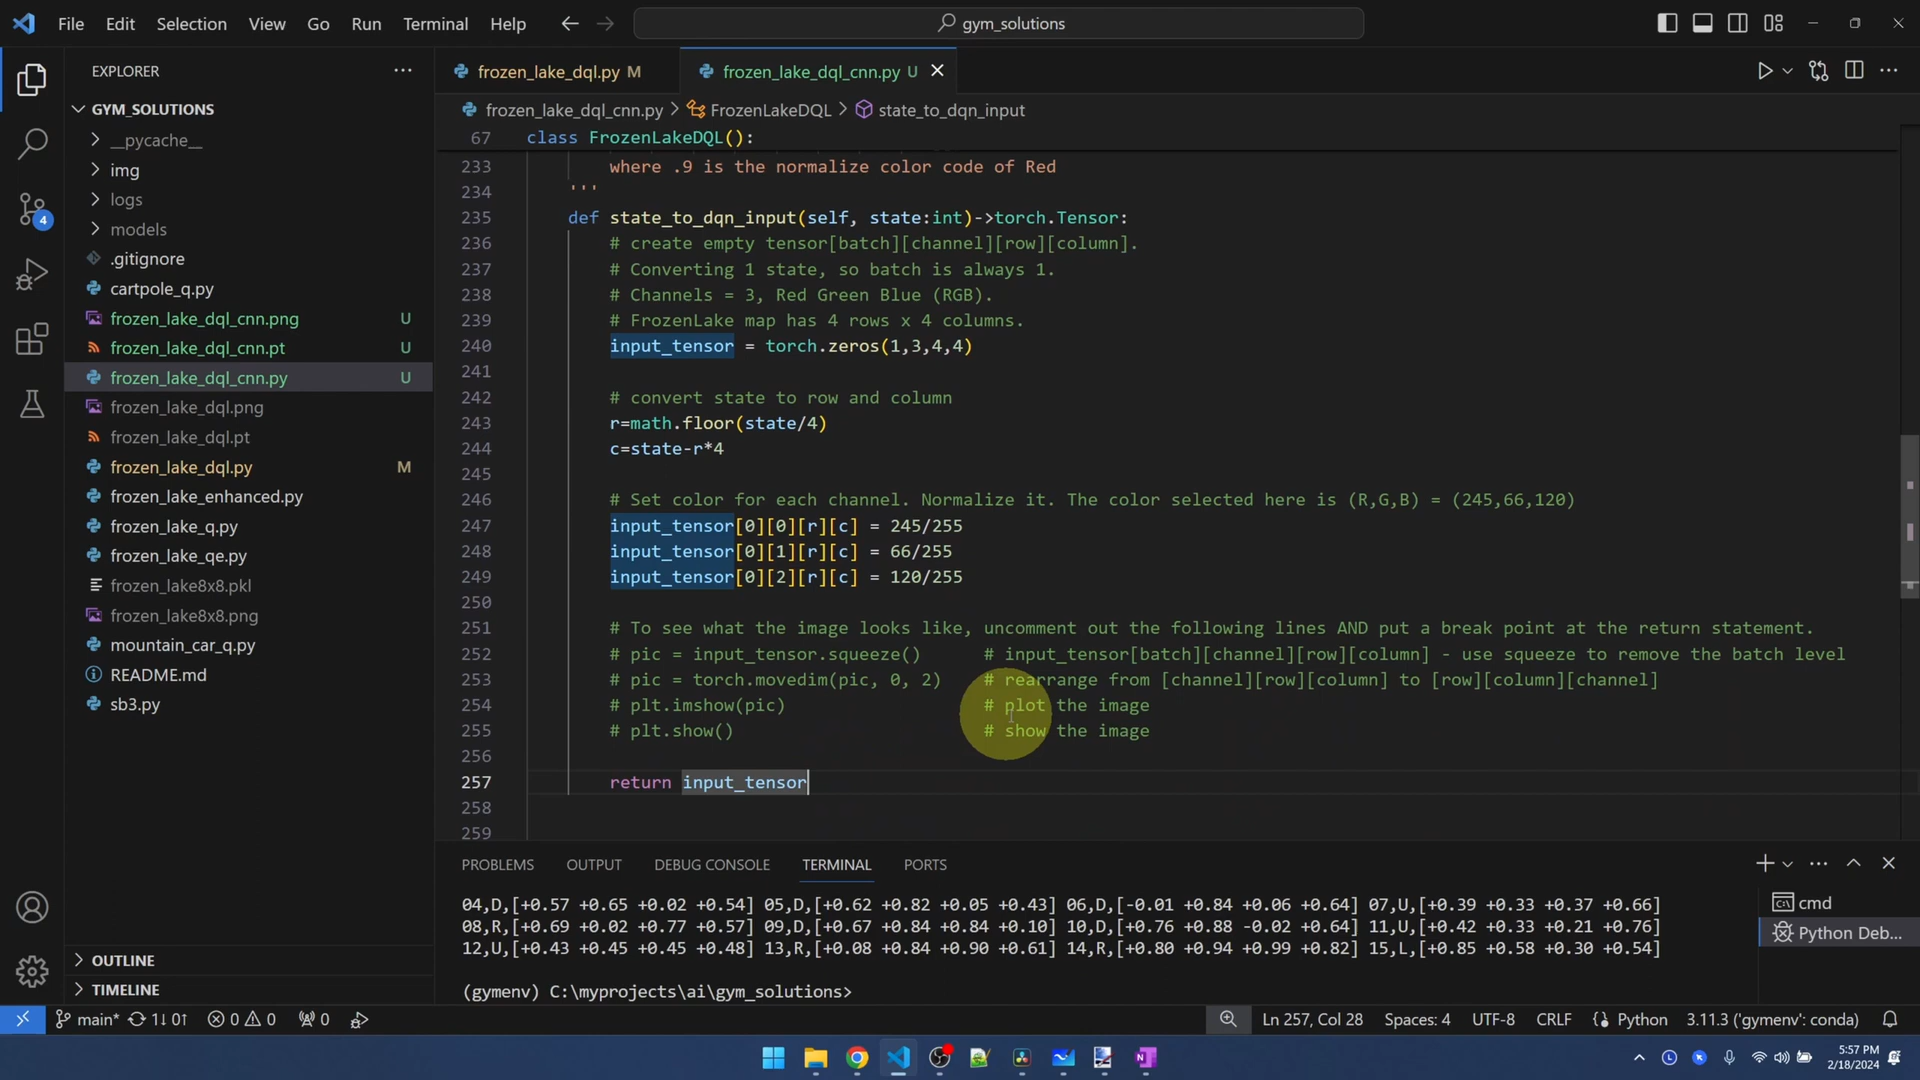 File Edit Selection View Go Run Terminal Help
gym_solutions
EXPLORER
GYM_SOLUTIONS
__pycache__
img
logs
models
.gitignore
cartpole_q.py
frozen_lake_dql_cnn.png U
frozen_lake_dql_cnn.pt U
frozen_lake_dql_cnn.py U
frozen_lake_dql.png
frozen_lake_dql.pt
frozen_lake_dql.py M
frozen_lake_enhanced.py
frozen_lake_q.py
frozen_lake_qe.py
frozen_lake8x8.pkl
frozen_lake8x8.png
mountain_car_q.py
README.md
sb3.py
OUTLINE
TIMELINE
4
frozen_lake_dql.py M frozen_lake_dql_cnn.py U
frozen_lake_dql_cnn.py > FrozenLakeDQL > state_to_dqn_input
67 class FrozenLakeDQL():
233 where .9 is the normalize color code of Red
234 '''
235 def state_to_dqn_input(self, state:int)->torch.Tensor:
236 # create empty tensor[batch][channel][row][column].
237 # Converting 1 state, so batch is always 1.
238 # Channels = 3, Red Green Blue (RGB).
239 # FrozenLake map has 4 rows x 4 columns.
240 input_tensor = torch.zeros(1,3,4,4)
241
242 # convert state to row and column
243 r=math.floor(state/4)
244 c=state-r*4
245
246 # Set color for each channel. Normalize it. The color selected here is (R,G,B) = (245,66,120)
247 input_tensor[0][0][r][c] = 245/255
248 input_tensor[0][1][r][c] = 66/255
249 input_tensor[0][2][r][c] = 120/255
250
251 # To see what the image looks like, uncomment out the following lines AND put a break point at the return statement.
252 # pic = input_tensor.squeeze() # input_tensor[batch][channel][row][column] - use squeeze to remove the batch level
253 # pic = torch.movedim(pic, 0, 2) # rearrange from [channel][row][column] to [row][column][channel]
254 # plt.imshow(pic) # plot the image
255 # plt.show() # show the image
256
257 return input_tensor
258
259
PROBLEMS OUTPUT DEBUG CONSOLE TERMINAL PORTS
04,D,[+0.57 +0.65 +0.02 +0.54] 05,D,[+0.62 +0.82 +0.05 +0.43] 06,D,[-0.01 +0.84 +0.06 +0.64] 07,U,[+0.39 +0.33 +0.37 +0.66]
08,R,[+0.69 +0.02 +0.77 +0.57] 09,D,[+0.67 +0.84 +0.84 +0.10] 10,D,[+0.76 +0.88 -0.02 +0.64] 11,U,[+0.42 +0.33 +0.21 +0.76]
12,U,[+0.43 +0.45 +0.45 +0.48] 13,R,[+0.08 +0.84 +0.90 +0.61] 14,R,[+0.80 +0.94 +0.99 +0.82] 15,L,[+0.85 +0.58 +0.30 +0.54]
(gymenv) C:\myprojects\ai\gym_solutions>
cmd
Python Deb...
main* 1↓ 0↑ 0 0 0 Ln 257, Col 28 Spaces: 4 UTF-8 CRLF Python 3.11.3 ('gymenv': conda)
5:57 PM
2/18/2024